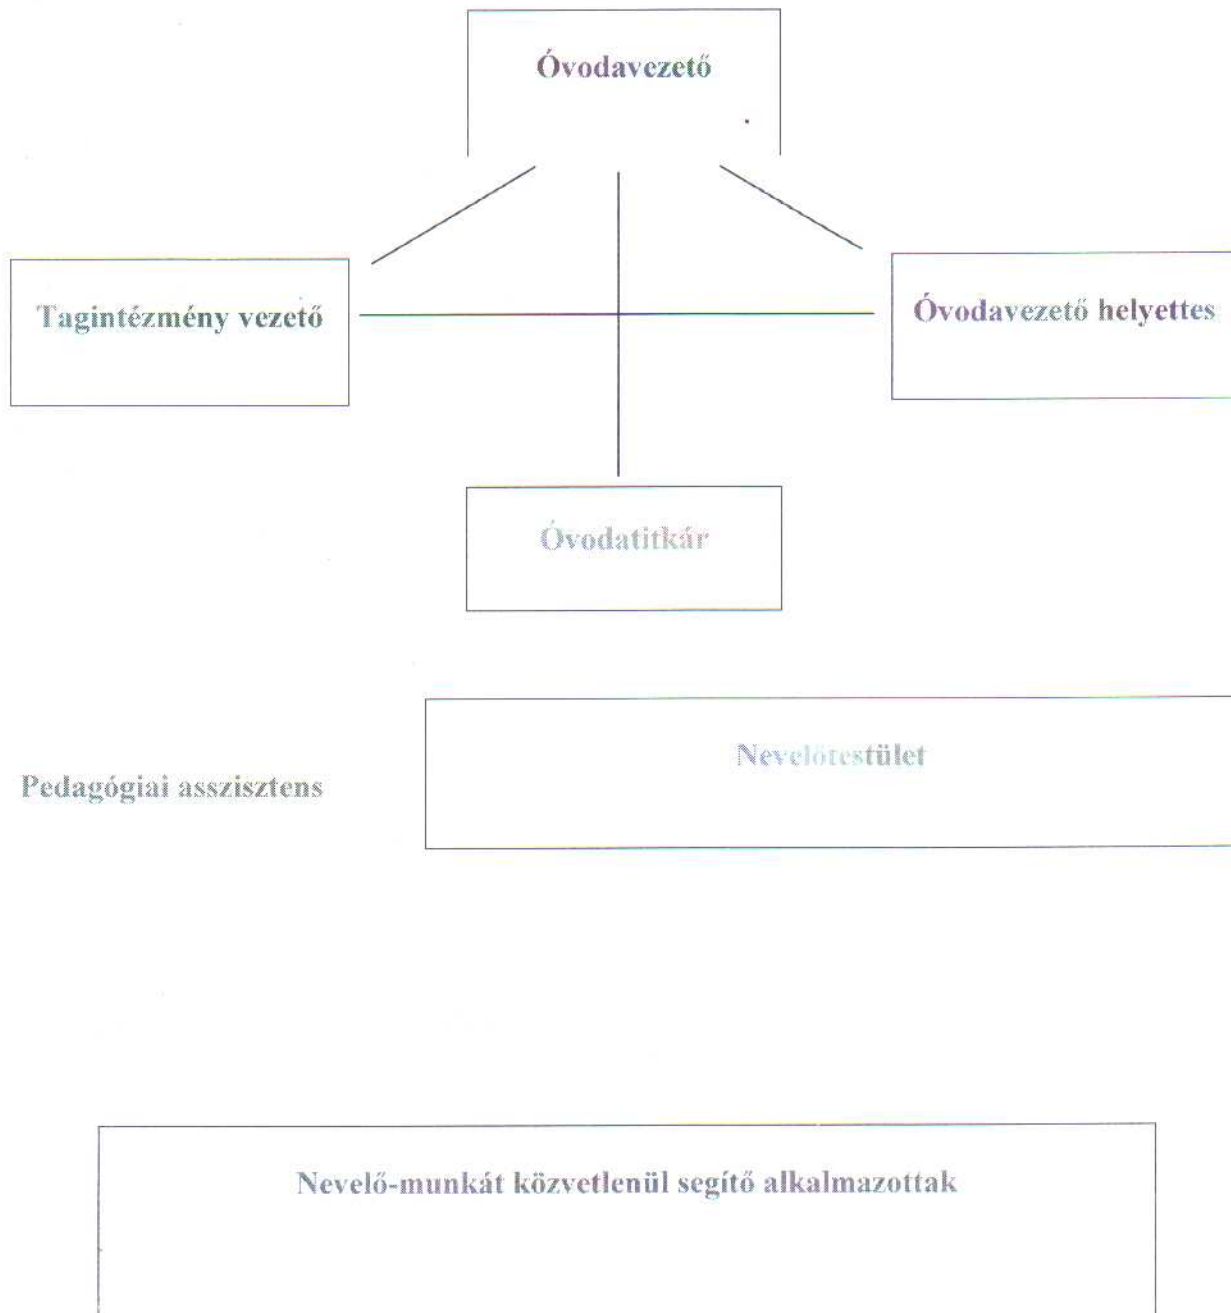 Óvodavezető
Tagintézmény vezető
Óvodavezető helyettes
Óvodatitkár
Nevelőtestület
Pedagógiai asszisztens
Nevelő-munkát közvetlenül segítő alkalmazottak